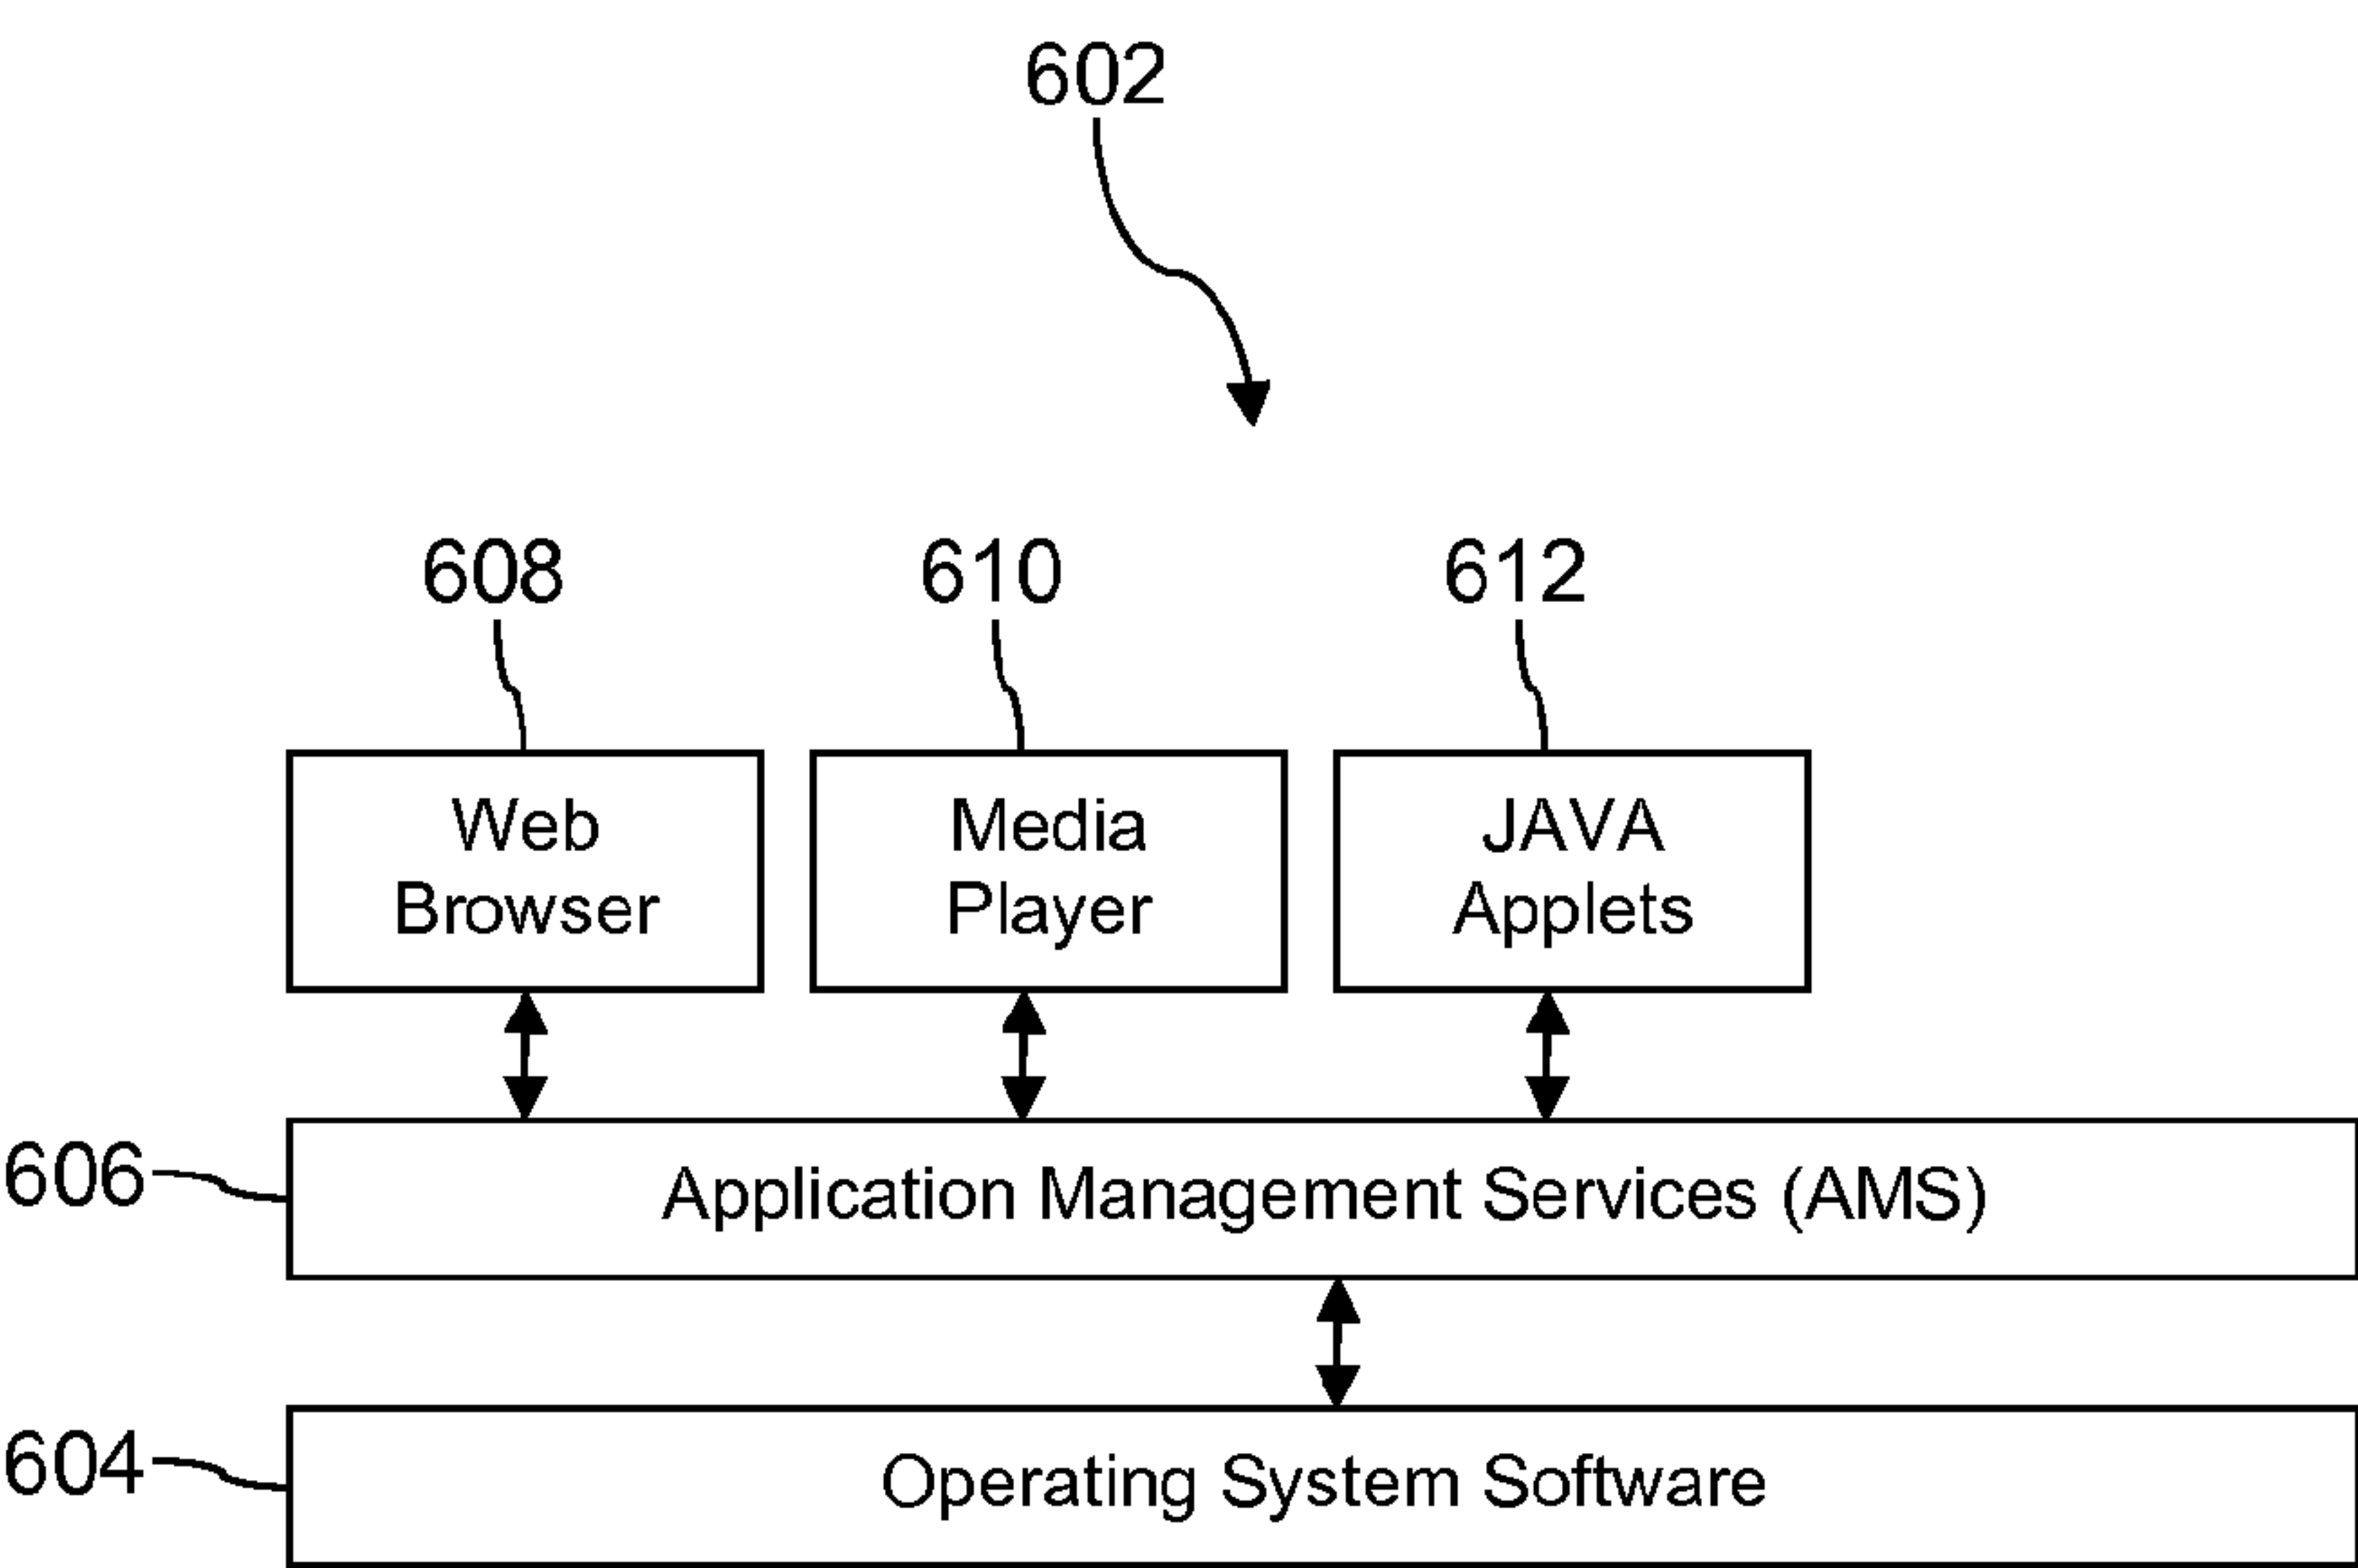 602
608
610
612
Web
Browser
Media
Player
JAVA
Applets
606
Application Management Services (AMS)
604
Operating System Software